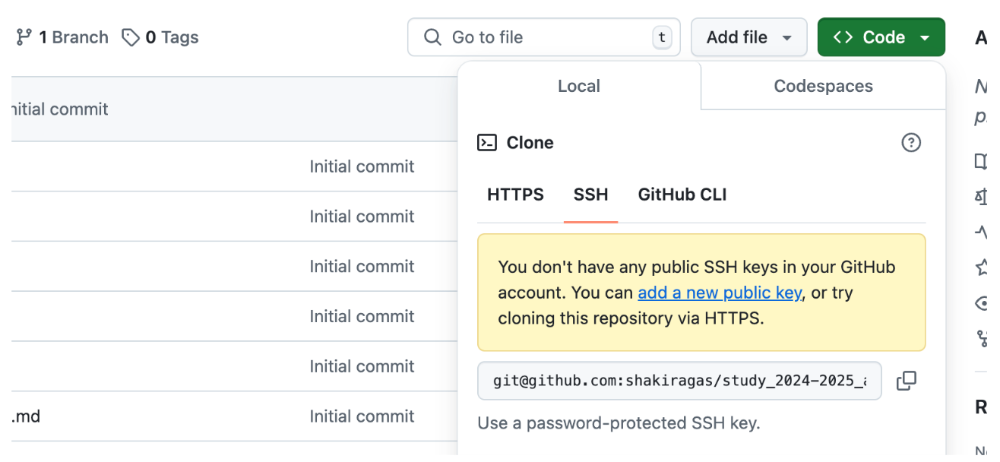 1 Branch 0 Tags
Go to file t
Add file
Code
Local
Codespaces
commit
Clone
HTTPS
SSH
GitHub CLI
Initial commit
Initial commit
Initial commit
Initial commit
Initial commit
.md
Initial commit
You don't have any public SSH keys in your GitHub
account. You can add a new public key, or try
cloning this repository via HTTPS.
git@github.com:shakiragas/study_2024-2025_
Use a password-protected SSH key.